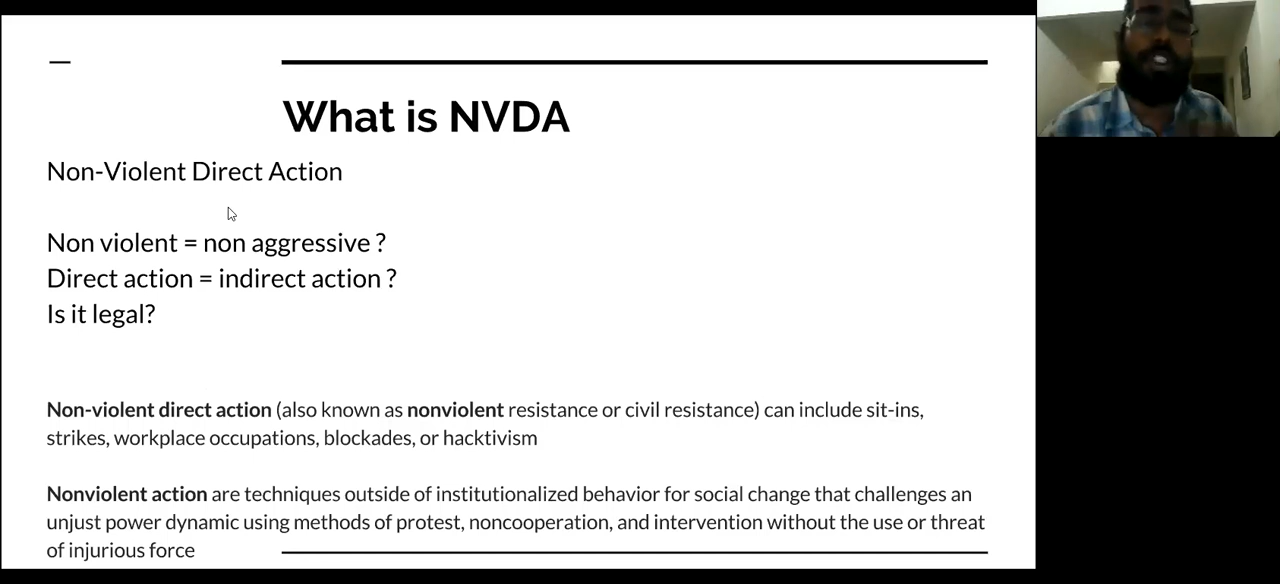 What is NVDA
Non-Violent Direct Action
Non violent = non aggressive ?
Direct action = indirect action ?
Is it legal?
Non-violent direct action (also known as nonviolent resistance or civil resistance) can include sit-ins,
strikes, workplace occupations, blockades, or hacktivism
Nonviolent action are techniques outside of institutionalized behavior for social change that challenges an
unjust power dynamic using methods of protest, noncooperation, and intervention without the use or threat
of injurious force